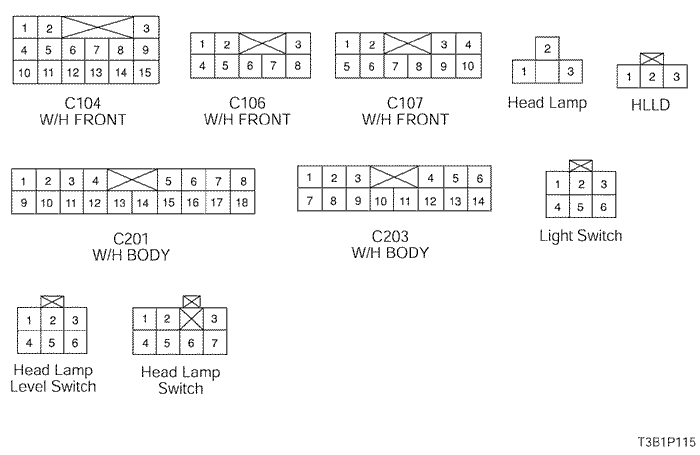 1 2 3
4 5 6 7 8 9
10 11 12 13 14 15
C104
W/H FRONT
1 2 3
4 5 6 7 8
C106
W/H FRONT
1 2 3 4
5 6 7 8 9 10
C107
W/H FRONT
2
1 3
Head Lamp
1 2 3
HLLD
1 2 3 4 5 6 7 8
9 10 11 12 13 14 15 16 17 18
C201
W/H BODY
1 2 3 4 5 6
7 8 9 10 11 12 13 14
C203
W/H BODY
1 2 3
4 5 6
Light Switch
1 2 3
4 5 6
Head Lamp
Level Switch
1 2 3
4 5 6 7
Head Lamp
Switch
T3B1P115